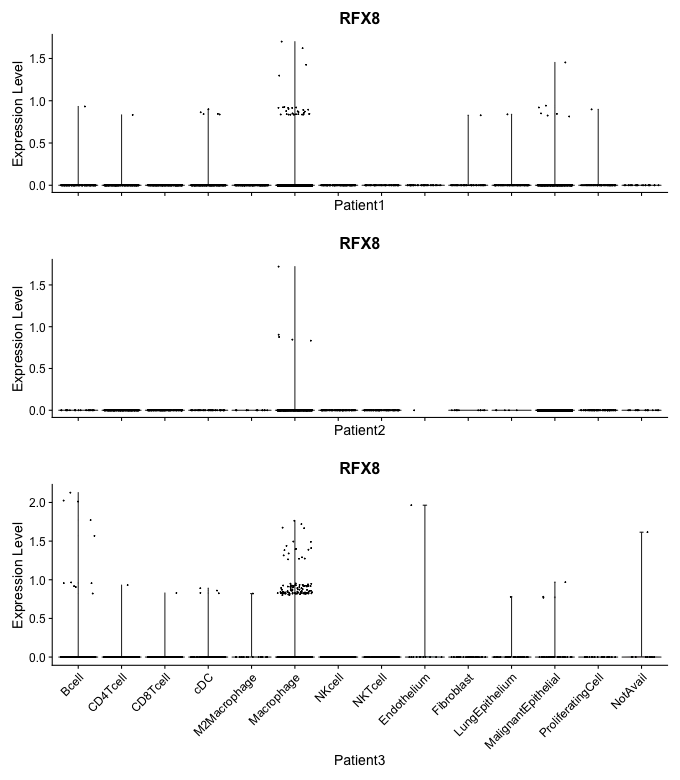 RFX8
Expression Level
1.5
1.0
0.5
0.0
Patient1
RFX8
Expression Level
1.5
1.0
0.5
0.0
Patient2
RFX8
Expression Level
2.0
1.5
1.0
0.5
0.0
Bcell
CD4Tcell
CD8Tcell
cDC
M2Macrophage
Macrophage
NKcell
NKTcell
Endothelium
Fibroblast
LungEpithelium
MalignantEpithelial
ProliferatingCell
NotAvail
Patient3